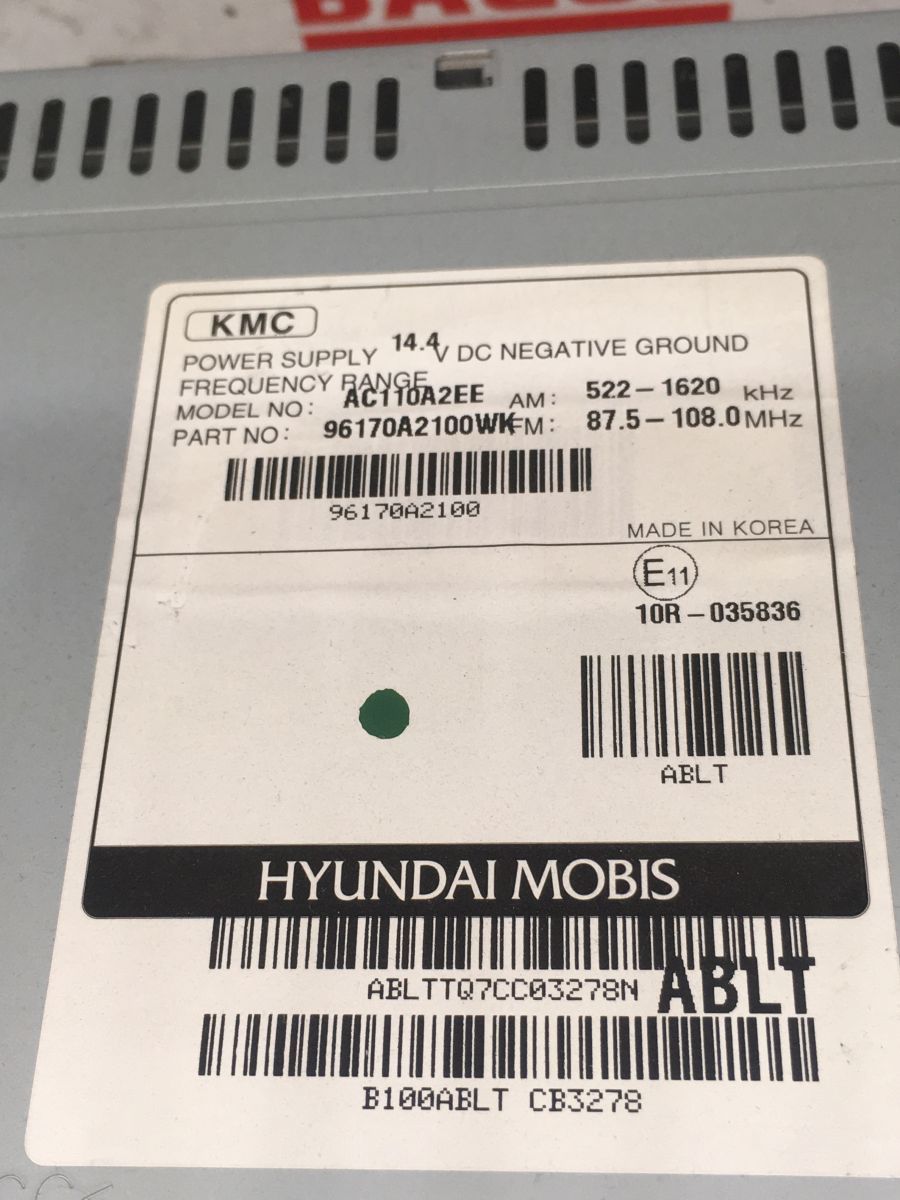 KMC
POWER SUPPLY 14.4V DC NEGATIVE GROUND
FREQUENCY RANGE
MODEL NO: AC110A2EE AM: 522-1620 kHz
PART NO: 96170A2100WK FM: 87.5-108.0 MHz
96170A2100
MADE IN KOREA
E11
10R-035836
ABLT
HYUNDAI MOBIS
ABLTTQ7CC03278N ABLT
B100ABLT CB3278